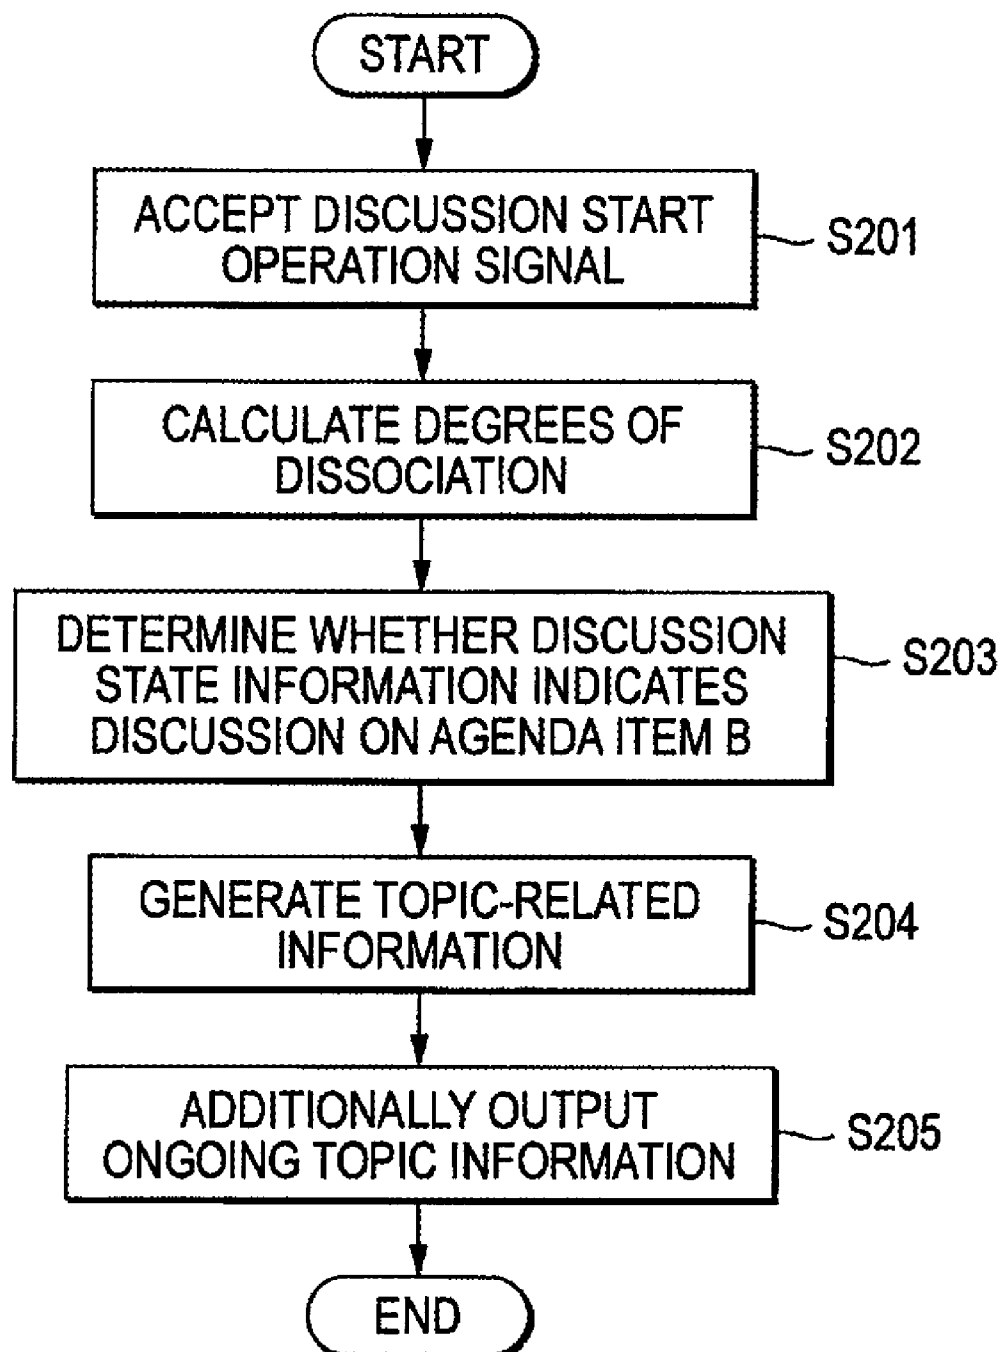 START
ACCEPT DISCUSSION START
OPERATION SIGNAL
S201
CALCULATE DEGREES OF
DISSOCIATION
S202
DETERMINE WHETHER DISCUSSION
STATE INFORMATION INDICATES
DISCUSSION ON AGENDA ITEM B
S203
GENERATE TOPIC-RELATED
INFORMATION
S204
ADDITIONALLY OUTPUT
ONGOING TOPIC INFORMATION
S205
END